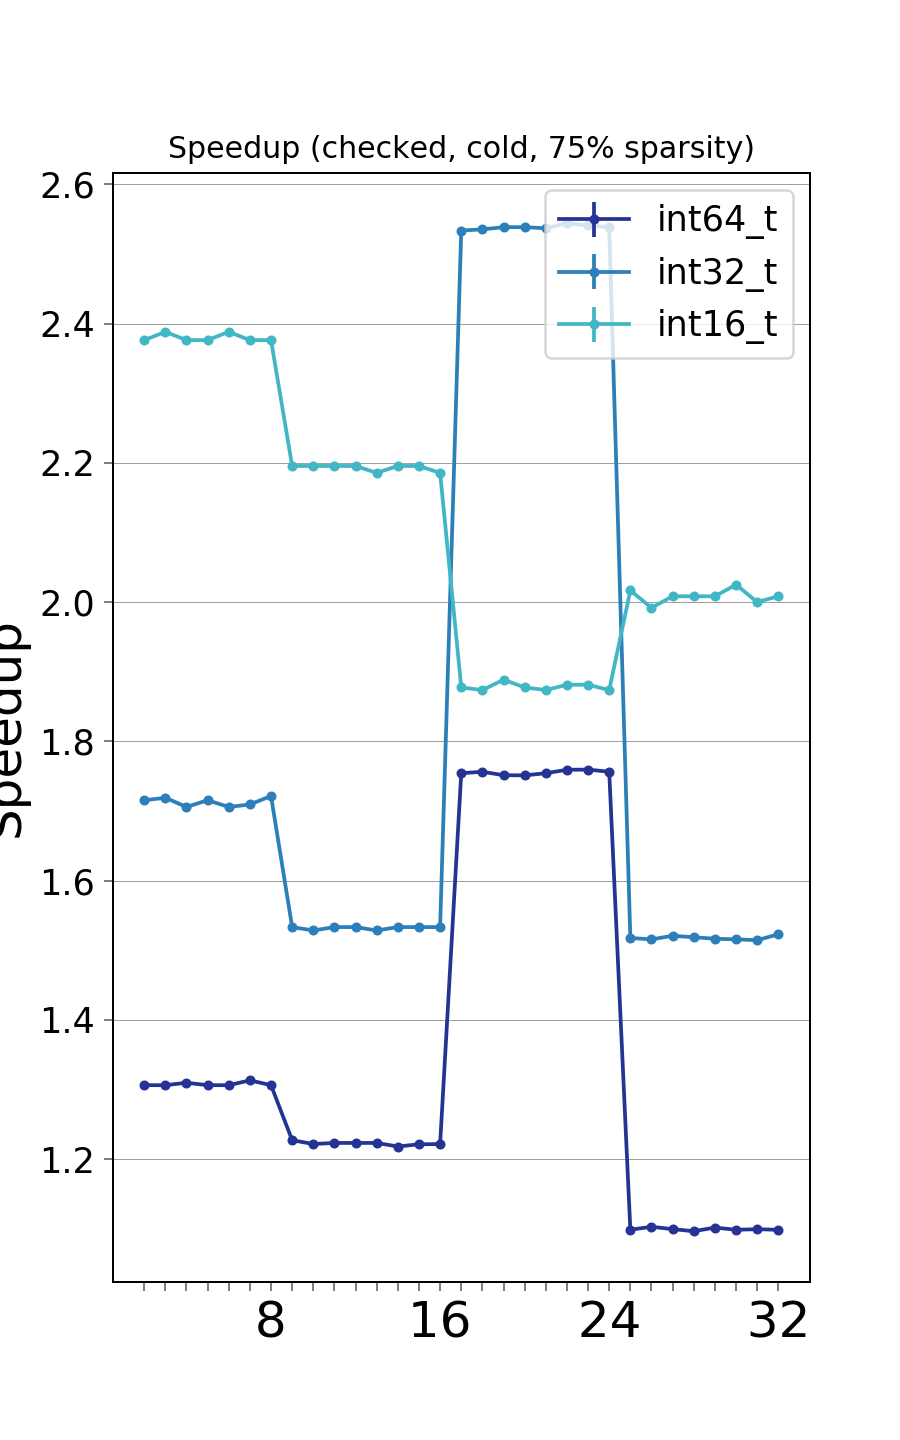 Speedup (checked, cold, 75% sparsity)
2.6
2.4
2.2
2.0
1.8
1.6
1.4
1.2
Speedup
int64_t
int32_t
int16_t
8 16 24 32